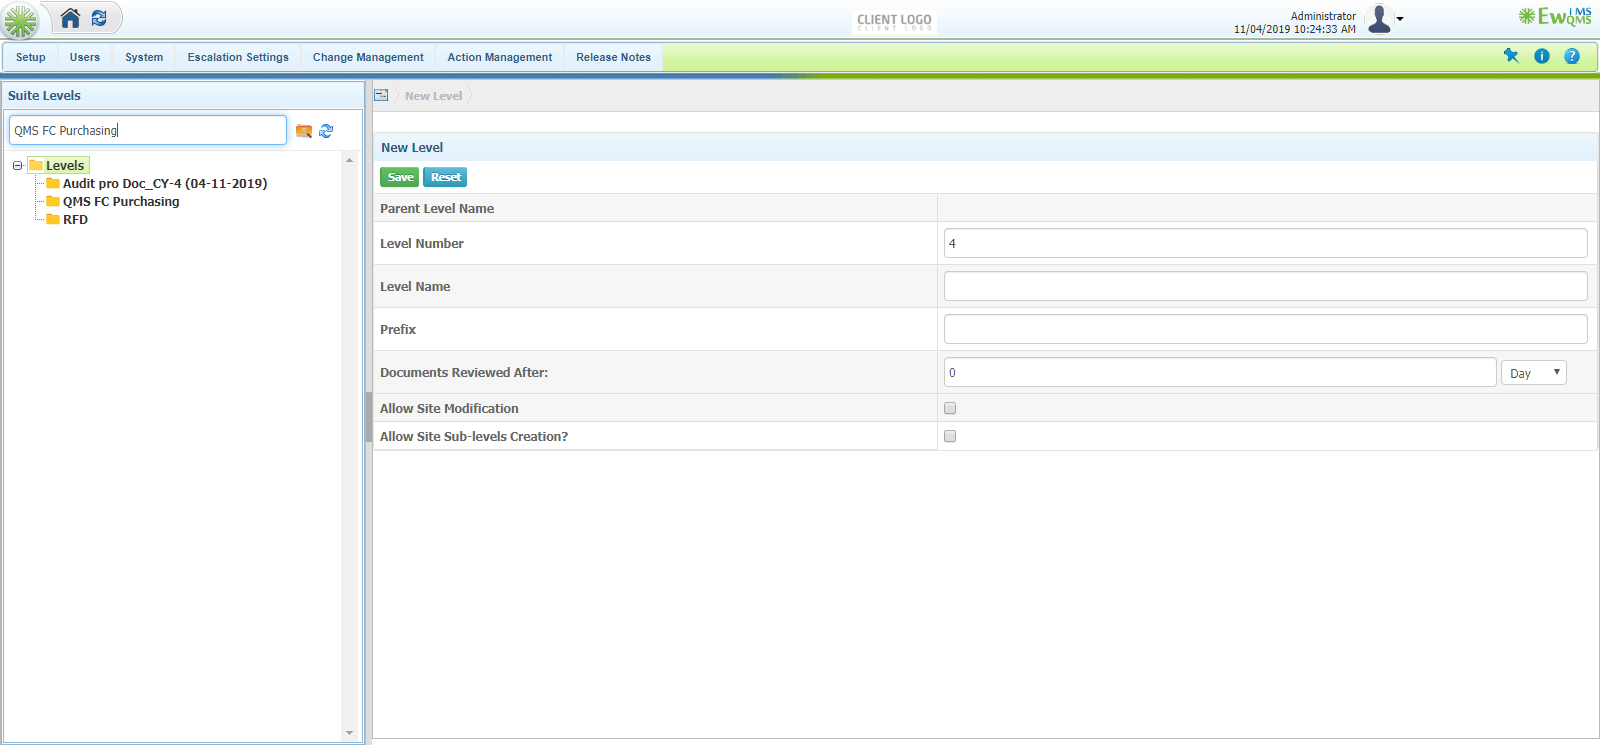 CLIENT LOGO
CLIENT LOGO
Administrator
11/04/2019 10:24:33 AM
EwQMS
LMS
Setup Users System Escalation Settings Change Management Action Management Release Notes
Suite Levels
QMS FC Purchasing
Levels
Audit pro Doc_CY-4 (04-11-2019)
QMS FC Purchasing
RFD
New Level
New Level
Save Reset
Parent Level Name
Level Number 4
Level Name
Prefix
Documents Reviewed After: 0 Day
Allow Site Modification
Allow Site Sub-levels Creation?